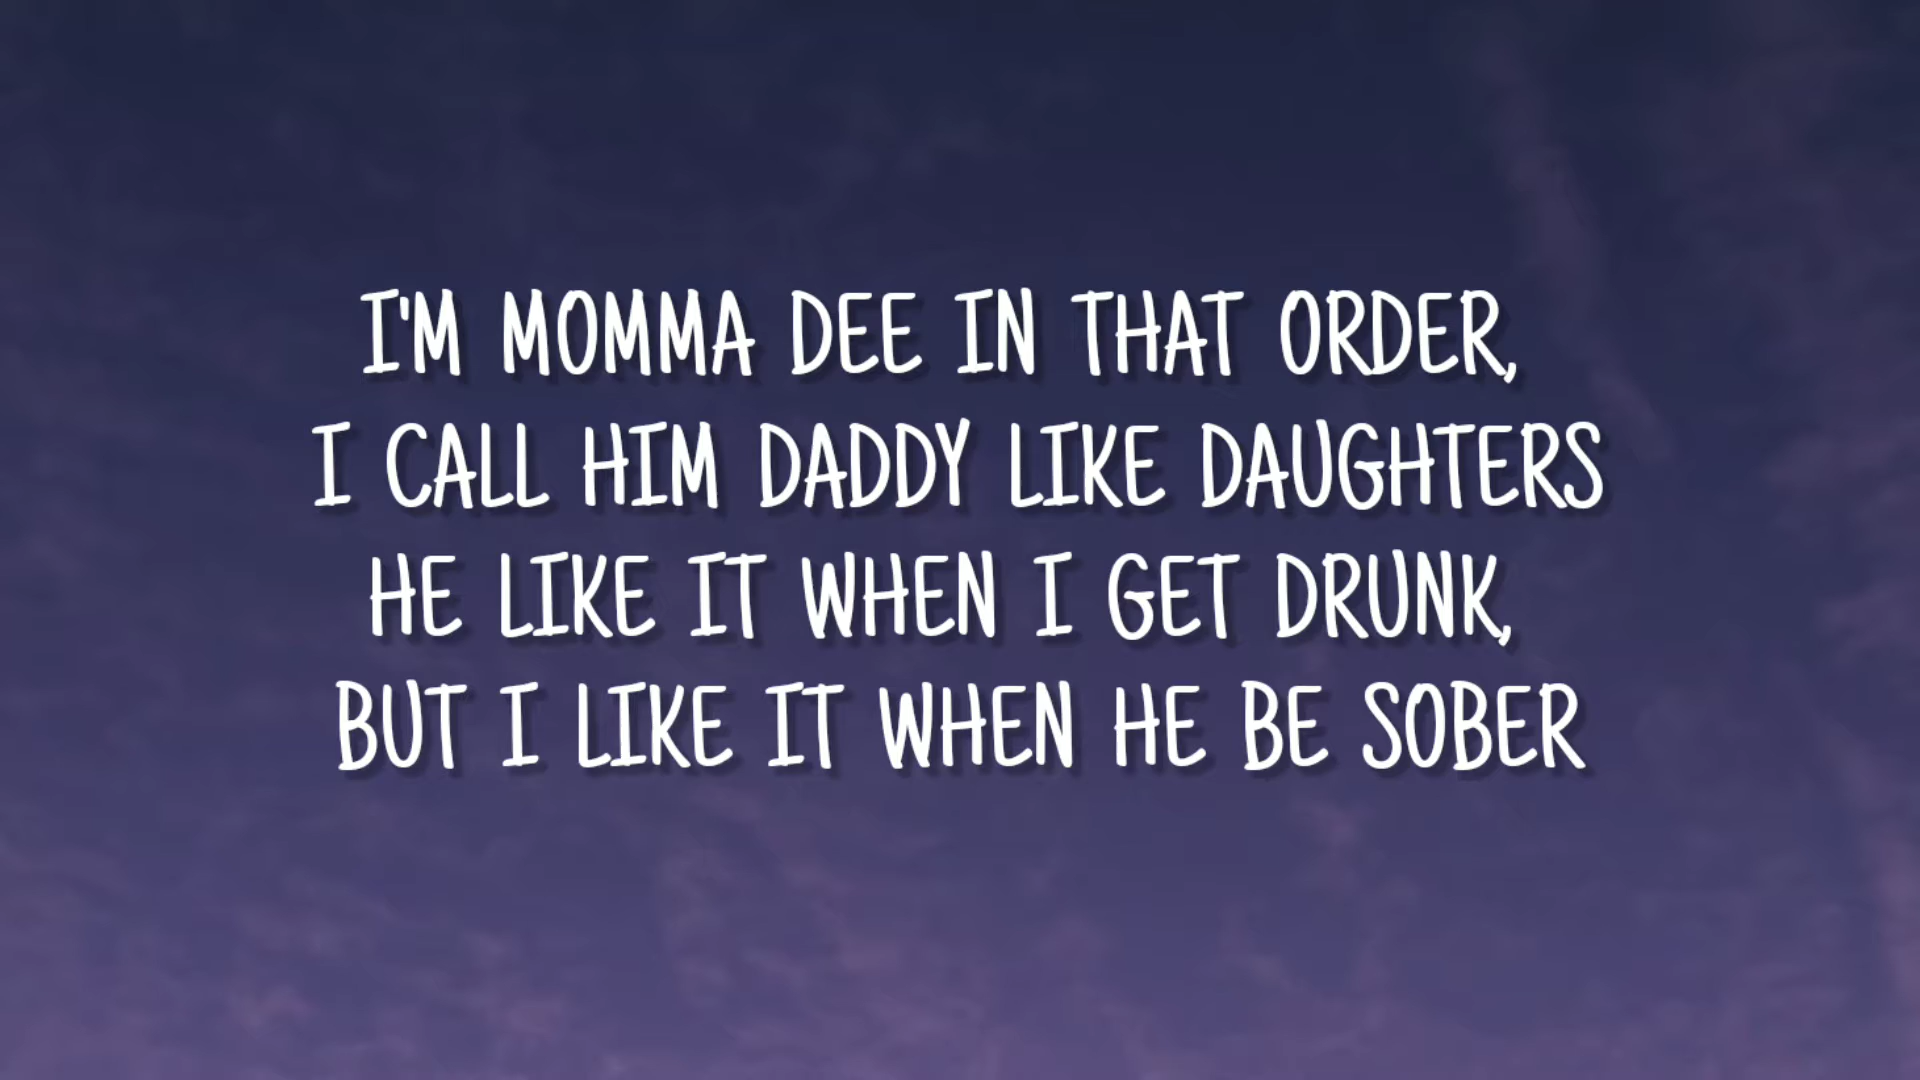 I'M MOMMA DEE IN THAT ORDER,
I CALL HIM DADDY LIKE DAUGHTERS
HE LIKE IT WHEN I GET DRUNK,
BUT I LIKE IT WHEN HE BE SOBER